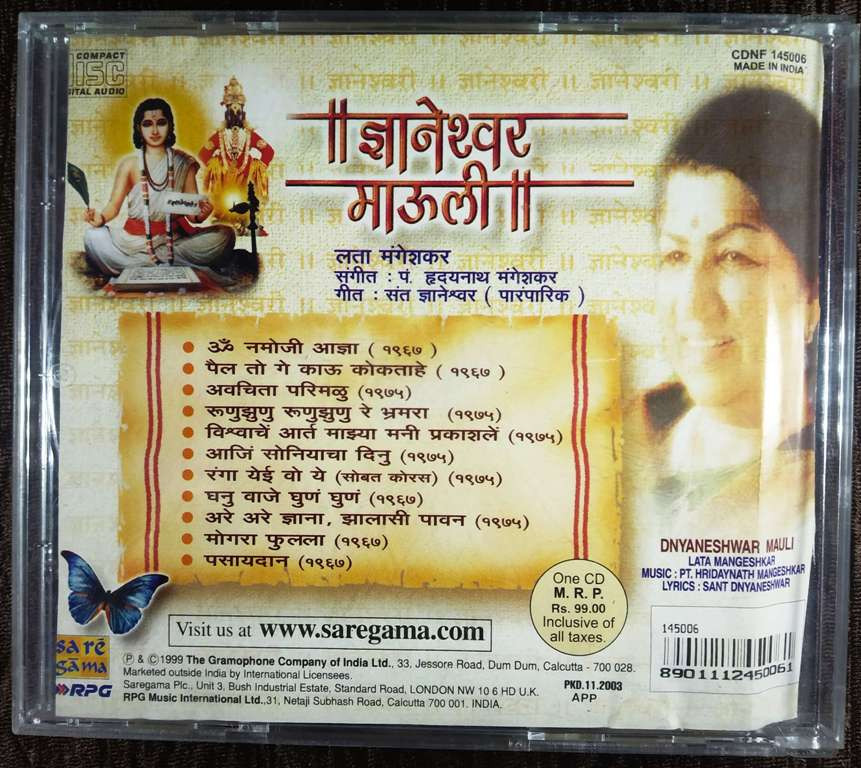 COMPACT
DISC
DIGITAL AUDIO
CDNF 145006
MADE IN INDIA
॥ ज्ञानेश्वर
माऊली ॥
लता मंगेशकर
संगीत : पं. हृदयनाथ मंगेशकर
गीत : संत ज्ञानेश्वर ( पारंपारिक )
ॐ नमोजी आज्ञा ( १९६७ )
पैल तो गे काऊ कोकताहे ( १९६७ )
अवचिता परिमळु (१९७५)
रूणुझुणु रूणुझुणु रे भ्रमरा (१९७५)
विश्वाचें आर्त माझ्या मनी प्रकाशलें (१९७५)
आजिं सोनियाचा दिनु (१९७५)
रंगा येई वो ये (सोबत कोरस) (१९७५)
घनु वाजे घुणं घुणं (१९६७)
अरे अरे ज्ञाना, झालासी पावन (१९७५)
मोगरा फुलला (१९६७)
पसायदान (१९६७)
DNYANESHWAR MAULI
LATA MANGESHKAR
MUSIC : PT. HRIDAYNATH MANGESHKAR
LYRICS : SANT DNYANESHWAR
One CD
M. R. P.
Rs. 99.00
Inclusive of
all taxes.
Visit us at www.saregama.com
145006
8901112450061
sare
gama
RPG
℗ & ©1999 The Gramophone Company of India Ltd., 33, Jessore Road, Dum Dum, Calcutta - 700 028.
Marketed outside India by International Licensees.
Saregama Plc., Unit 3, Bush Industrial Estate, Standard Road, LONDON NW 10 6 HD U.K.
RPG Music International Ltd.,31, Netaji Subhash Road, Calcutta 700 001. INDIA.
PKD.11.2003
APP